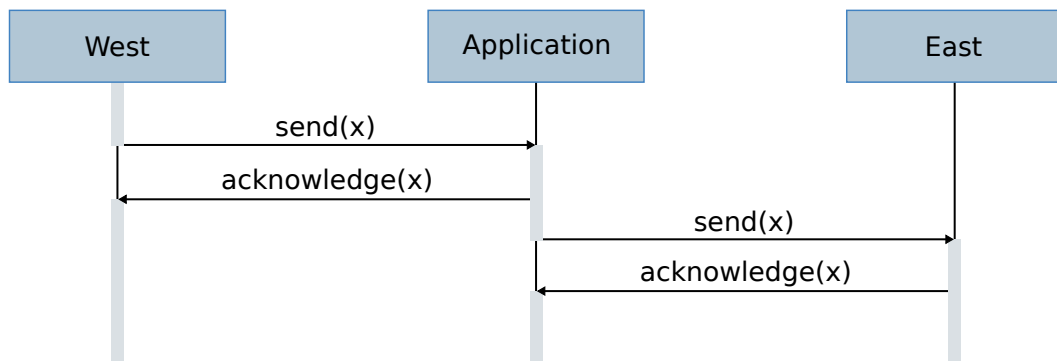 West
Application
East
send(x)
acknowledge(x)
send(x)
acknowledge(x)